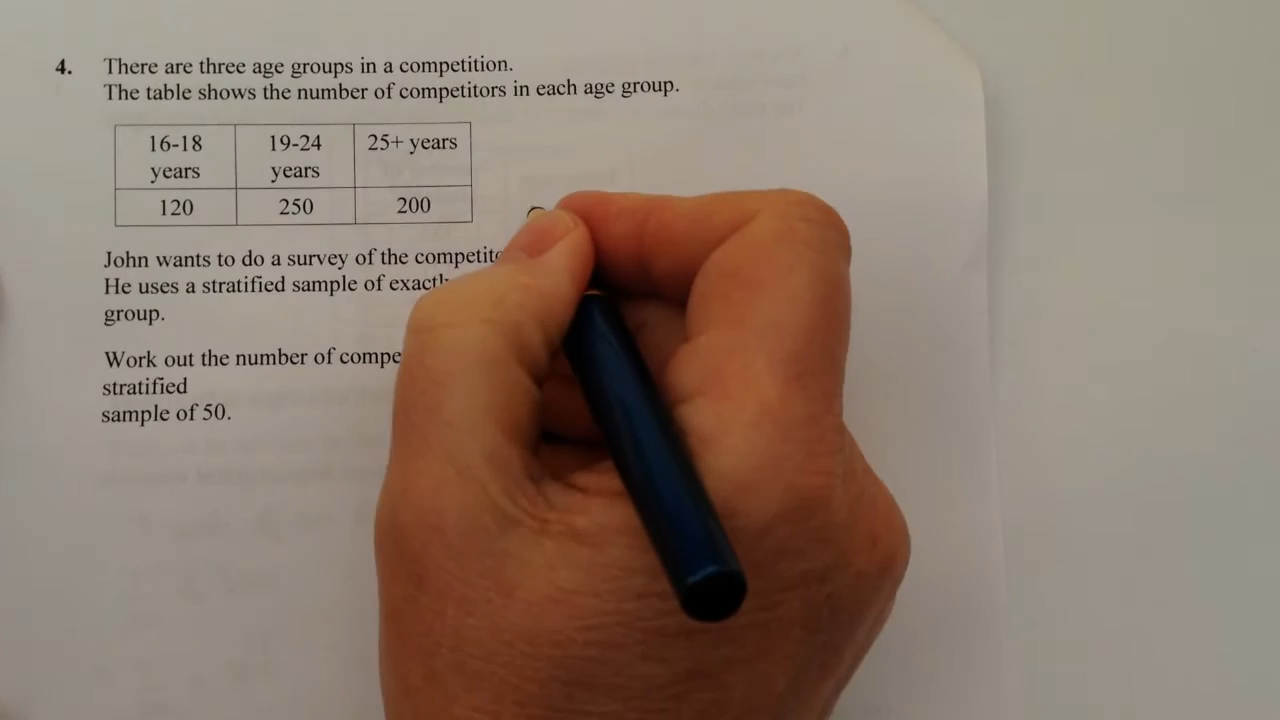 4. There are three age groups in a competition.
The table shows the number of competitors in each age group.
16-18 years 19-24 years 25+ years
120 250 200
John wants to do a survey of the
He uses a stratified sample of
group.
Work out the number of
stratified
sample of 50.